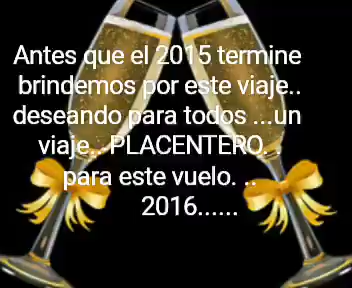 Antes que el 2015 termine
brindemos por este viaje..
deseando para todos ...un
viaje.. PLACENTERO.
para este vuelo. ..
2016......